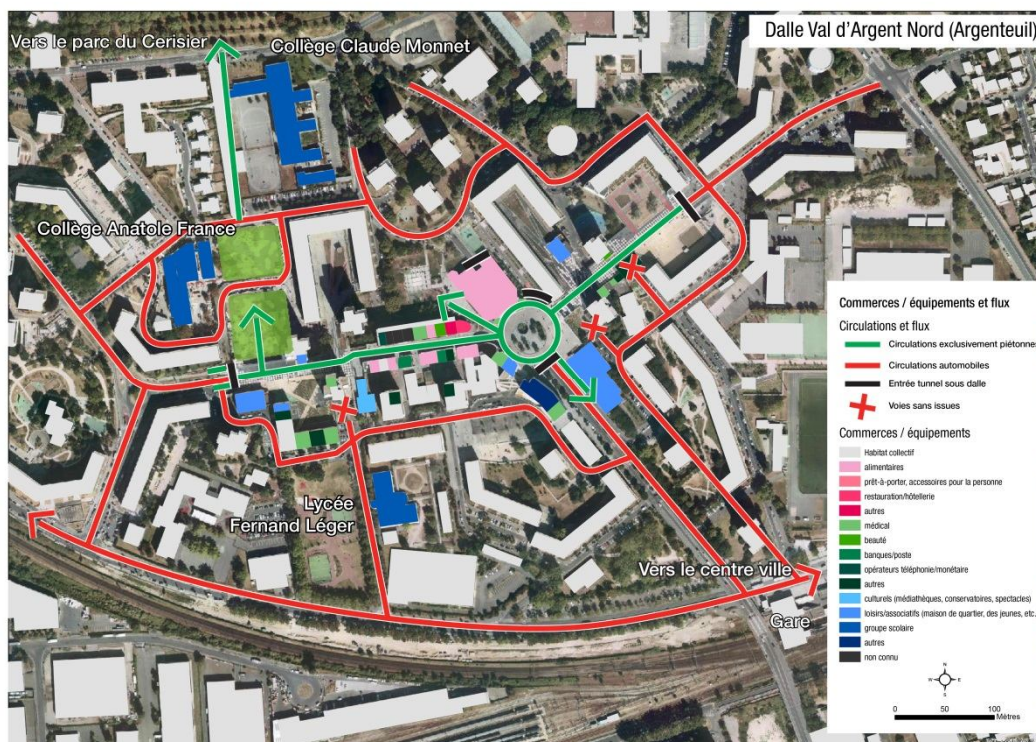 Dalle Val d'Argent Nord (Argenteuil)
Vers le parc du Cerisier
Collège Claude Monnet
Collège Anatole France
Lycée
Fernand Léger
Vers le centre ville
Gare
Commerces / équipements et flux
Circulations et flux
Circulations exclusivement piétonnes
Circulations automobiles
Entrée tunnel sous dalle
Voies sans issues
Commerces / équipements
Habitat collectif
alimentaires
prêt-à-porter, accessoires pour la personne
restauration/hôtellerie
autres
médical
beauté
banques/poste
opérateurs téléphonie/monétaire
autres
culturels (médiathèques, conservatoires, spectacles)
loisirs/associatifs (maison de quartier, des jeunes, etc.
groupe scolaire
autres
non connu
N
W E
S
0 50 100
Mètres